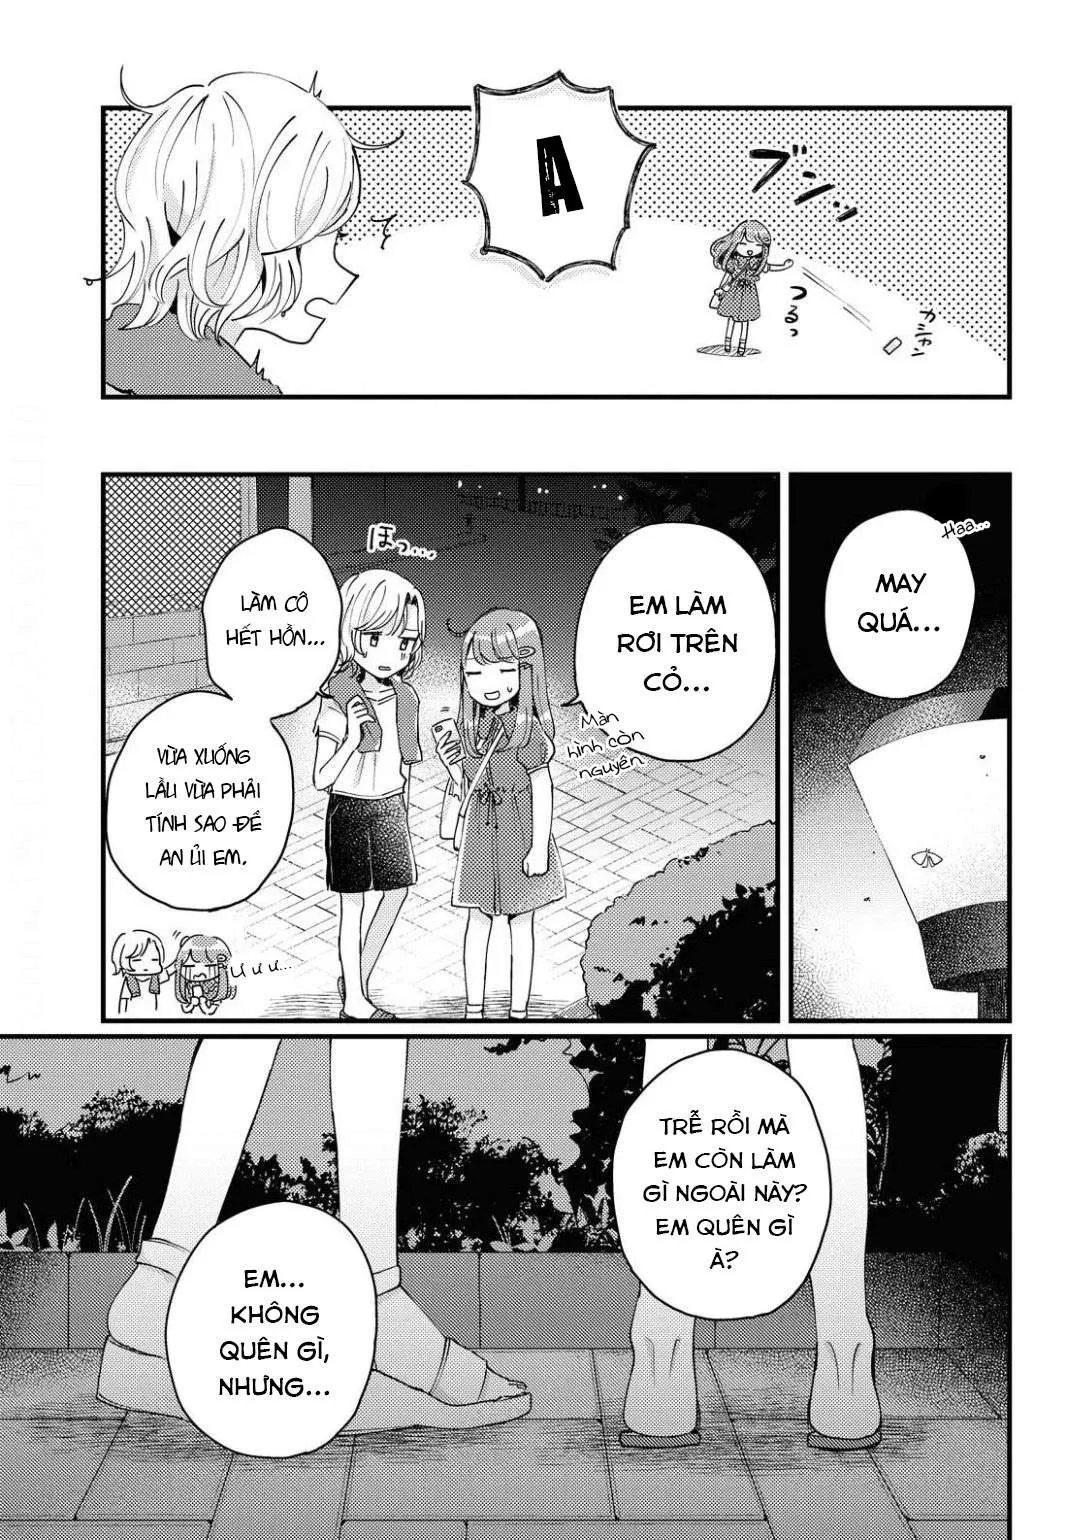 A
ブンッ
つるっ
カシャン
Haa...
MAY
QUÁ...
EM LÀM
RƠI TRÊN
CỎ...
Màn
hình còn
nguyên.
ほっ...
LÀM CÔ
HẾT HỒN...
VỪA XUỐNG
LẦU VỪA PHẢI
TÍNH SAO ĐỂ
AN ỦI EM.
Ư ư ư...
TRỄ RỒI MÀ
EM CÒN LÀM
GÌ NGOÀI NÀY?
EM QUÊN GÌ
À?
EM...
KHÔNG
QUÊN GÌ,
NHƯNG...